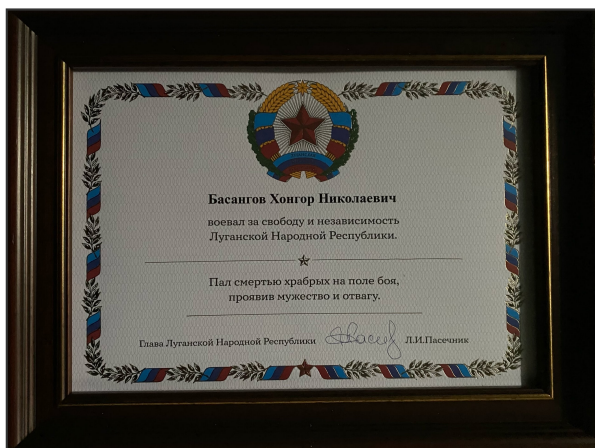 Басангов Хонгор Николаевич
воевал за свободу и независимость
Луганской Народной Республики.
Пал смертью храбрых на поле боя,
проявив мужество и отвагу.
Глава Луганской Народной Республики Л.И.Пасечник